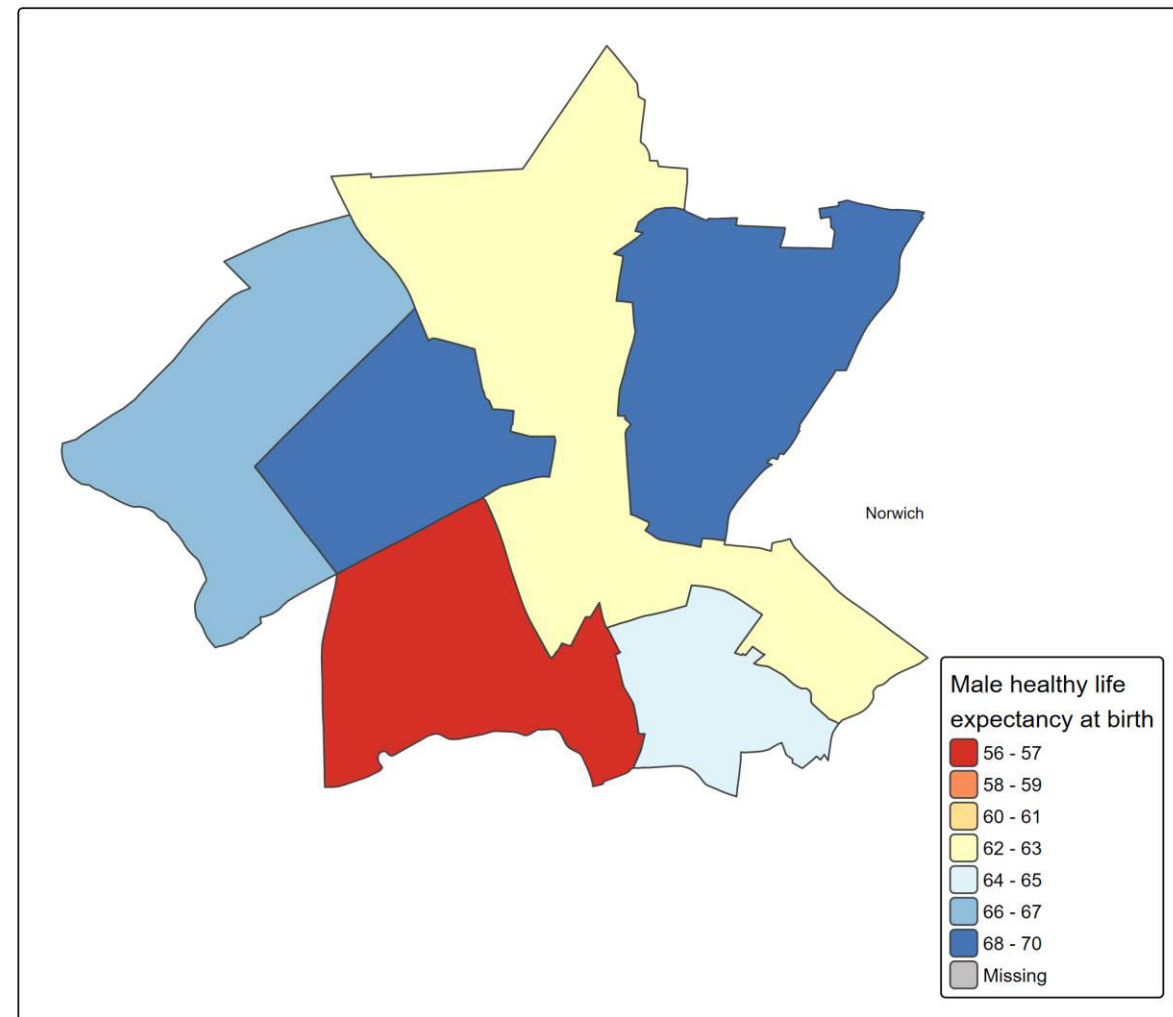 Norwich
Male healthy life
expectancy at birth
56 - 57
58 - 59
60 - 61
62 - 63
64 - 65
66 - 67
68 - 70
Missing